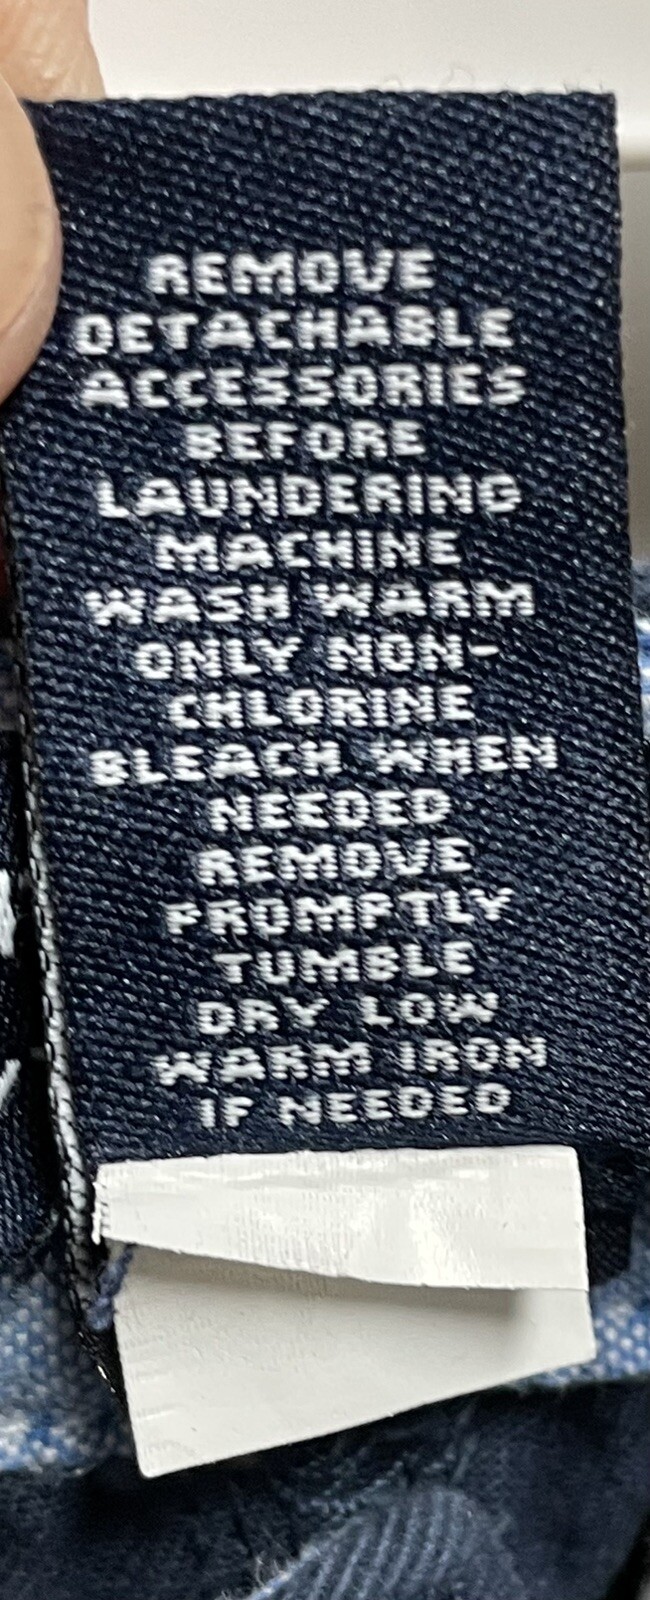 REMOVE
DETACHABLE
ACCESSORIES
BEFORE
LAUNDERING
MACHINE
WASH WARM
ONLY NON-
CHLORINE
BLEACH WHEN
NEEDED
REMOVE
PROMPTLY
TUMBLE
DRY LOW
WARM IRON
IF NEEDED